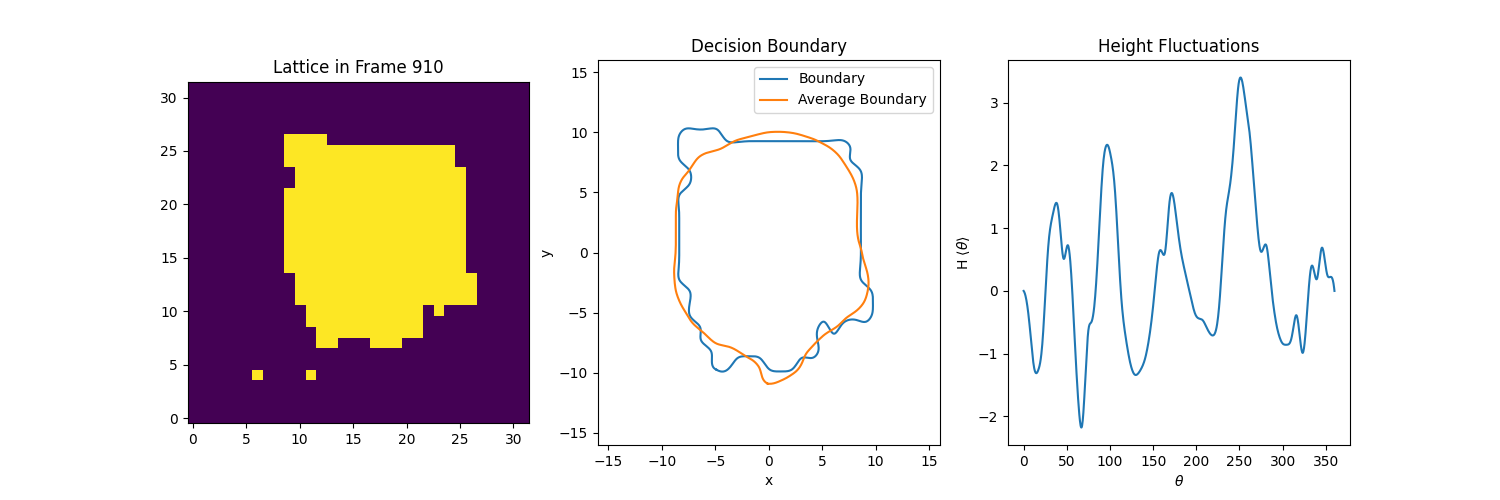 Lattice in Frame 910
30
25
20
15
10
5
0
0 5 10 15 20 25 30
Decision Boundary
Boundary
Average Boundary
15
10
5
0
−5
−10
−15
y
−15 −10 −5 0 5 10 15
x
Height Fluctuations
3
2
1
0
−1
−2
H ⟨θ⟩
0 50 100 150 200 250 300 350
θ